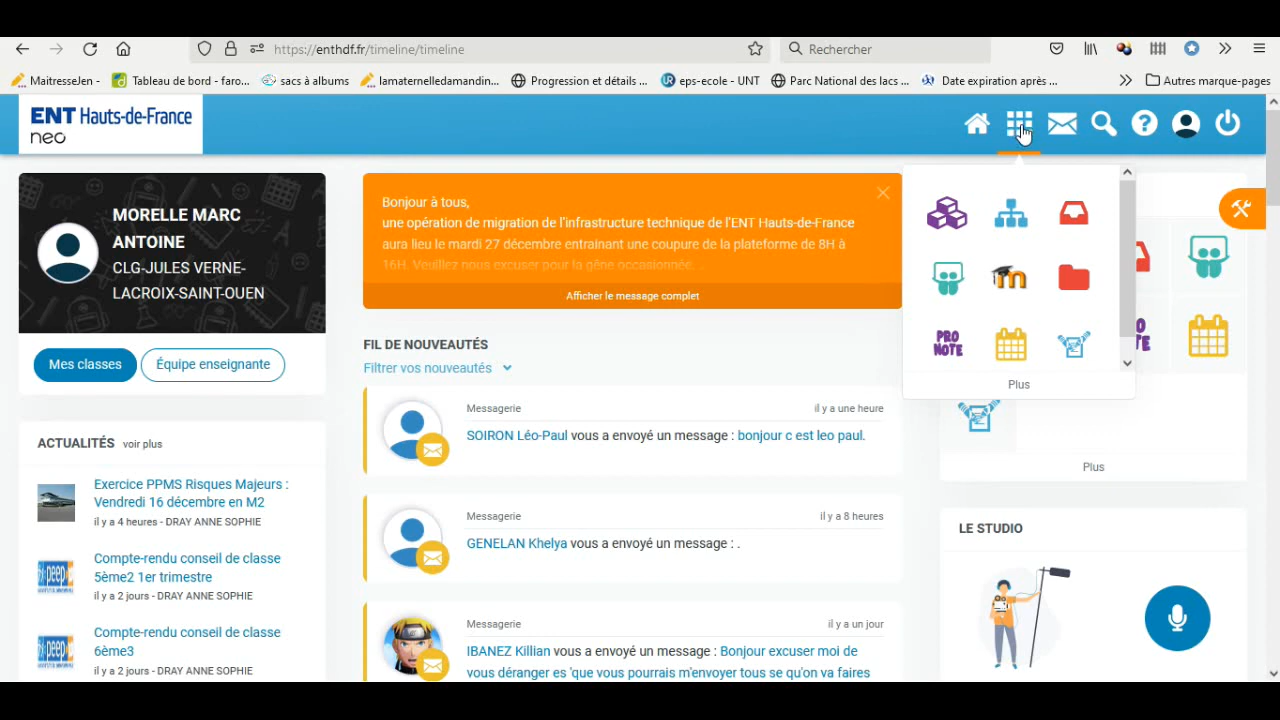 https://enthdf.fr/timeline/timeline
Rechercher
MaitresseJen -
Tableau de bord - faro...
sacs à albums
lamaternelledamandin...
Progression et détails ...
eps-ecole - UNT
Parc National des lacs ...
Date expiration après ...
Autres marque-pages
ENT Hauts-de-France
neo
MORELLE MARC
ANTOINE
CLG-JULES VERNE-
LACROIX-SAINT-OUEN
Mes classes
Équipe enseignante
ACTUALITÉS voir plus
Exercice PPMS Risques Majeurs :
Vendredi 16 décembre en M2
il y a 4 heures - DRAY ANNE SOPHIE
Compte-rendu conseil de classe
5ème2 1er trimestre
il y a 2 jours - DRAY ANNE SOPHIE
Compte-rendu conseil de classe
6ème3
il y a 2 jours - DRAY ANNE SOPHIE
Bonjour à tous,
une opération de migration de l'infrastructure technique de l'ENT Hauts-de-France
aura lieu le mardi 27 décembre entrainant une coupure de la plateforme de 8H à
16H. Veuillez nous excuser pour la gêne occasionnée. ...
Afficher le message complet
FIL DE NOUVEAUTÉS
Filtrer vos nouveautés
Messagerie
il y a une heure
SOIRON Léo-Paul vous a envoyé un message : bonjour c est leo paul.
Messagerie
il y a 8 heures
GENELAN Khelya vous a envoyé un message : .
Messagerie
il y a un jour
IBANEZ Killian vous a envoyé un message : Bonjour excuser moi de
vous déranger es 'que vous pourrais m'envoyer tous se qu'on va faires
PRO
NOTE
Plus
Plus
LE STUDIO